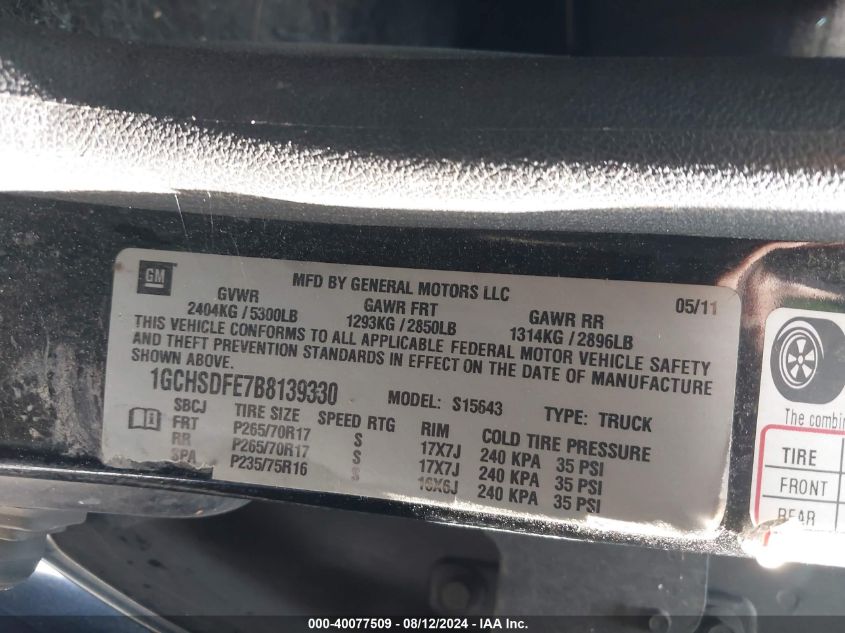 GM
MFD BY GENERAL MOTORS LLC
05/11
GVWR GAWR FRT GAWR RR
2404KG / 5300LB 1293KG / 2850LB 1314KG / 2896LB
THIS VEHICLE CONFORMS TO ALL APPLICABLE FEDERAL MOTOR VEHICLE SAFETY
AND THEFT PREVENTION STANDARDS IN EFFECT ON THE DATE OF MANUFACTURE
SHOWN ABOVE.
1GCHSDFE7B8139330 MODEL: S15643 TYPE: TRUCK
SBCJ TIRE SIZE SPEED RTG RIM COLD TIRE PRESSURE
FRT P265/70R17 S 17X7J 240 KPA 35 PSI
RR P265/70R17 S 17X7J 240 KPA 35 PSI
SPA P235/75R16 S 16X6J 240 KPA 35 PSI
The combin
TIRE
FRONT
REAR
000-40077509 - 08/12/2024 - IAA Inc.